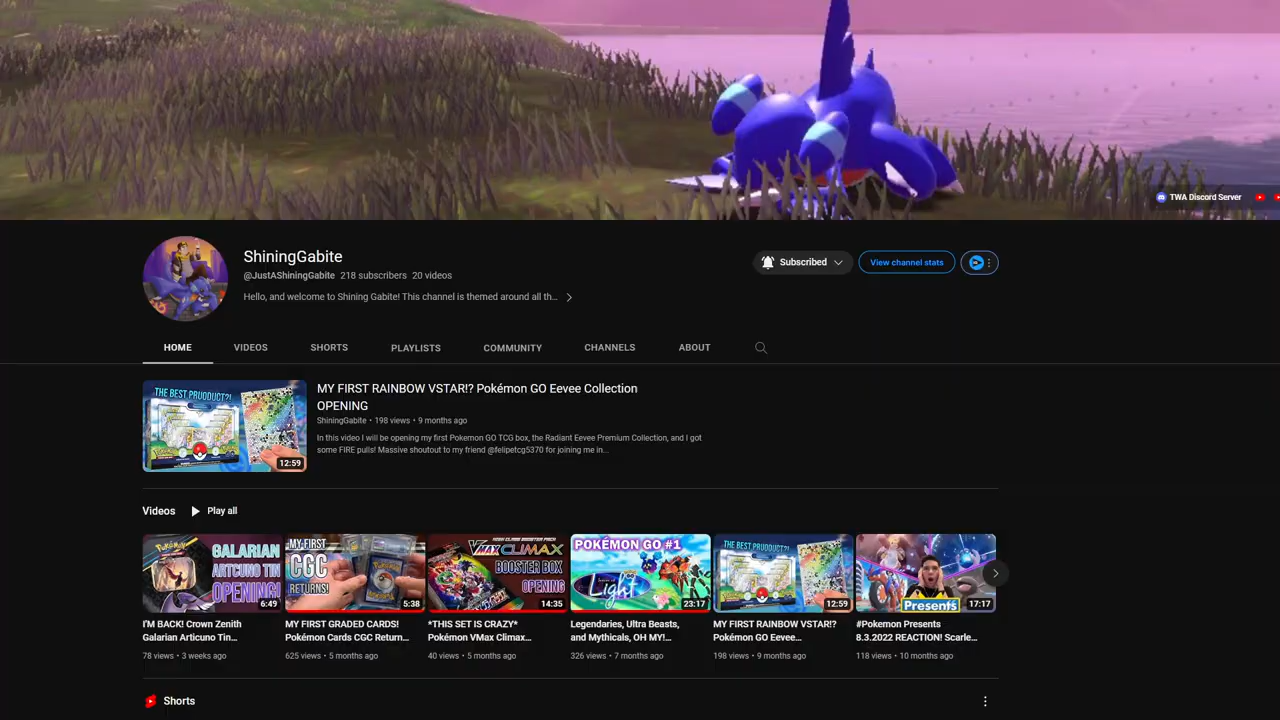 TWA Discord Server
ShiningGabite
@JustAShiningGabite 218 subscribers 20 videos
Subscribed
View channel stats
Hello, and welcome to Shining Gabite! This channel is themed around all th...
HOME VIDEOS SHORTS PLAYLISTS COMMUNITY CHANNELS ABOUT
THE BEST PRUODUCT?!
12:59
MY FIRST RAINBOW VSTAR!? Pokémon GO Eevee Collection
OPENING
ShiningGabite • 198 views • 9 months ago
In this video I will be opening my first Pokemon GO TCG box, the Radiant Eevee Premium Collection, and I got
some FIRE pulls! Massive shoutout to my friend @felipetcg5370 for joining me in...
Videos Play all
GALARIAN
ARTCUNO TIN
OPENING!
6:49
MY FIRST
CGC
RETURNS!
5:38
HIGH CLASS BOOSTER PACK
VMAX CLIMAX
BOOSTER BOX
OPENING
14:35
POKÉMON GO #1
Light
23:17
THE BEST PRUODUCT?!
12:59
Presents
17:17
I'M BACK! Crown Zenith
Galarian Articuno Tin...
78 views • 3 weeks ago
MY FIRST GRADED CARDS!
Pokémon Cards CGC Return...
625 views • 5 months ago
*THIS SET IS CRAZY*
Pokémon VMax Climax...
40 views • 5 months ago
Legendaries, Ultra Beasts,
and Mythicals, OH MY!...
326 views • 7 months ago
MY FIRST RAINBOW VSTAR!?
Pokémon GO Eevee...
198 views • 9 months ago
#Pokemon Presents
8.3.2022 REACTION! Scarle...
118 views • 10 months ago
Shorts